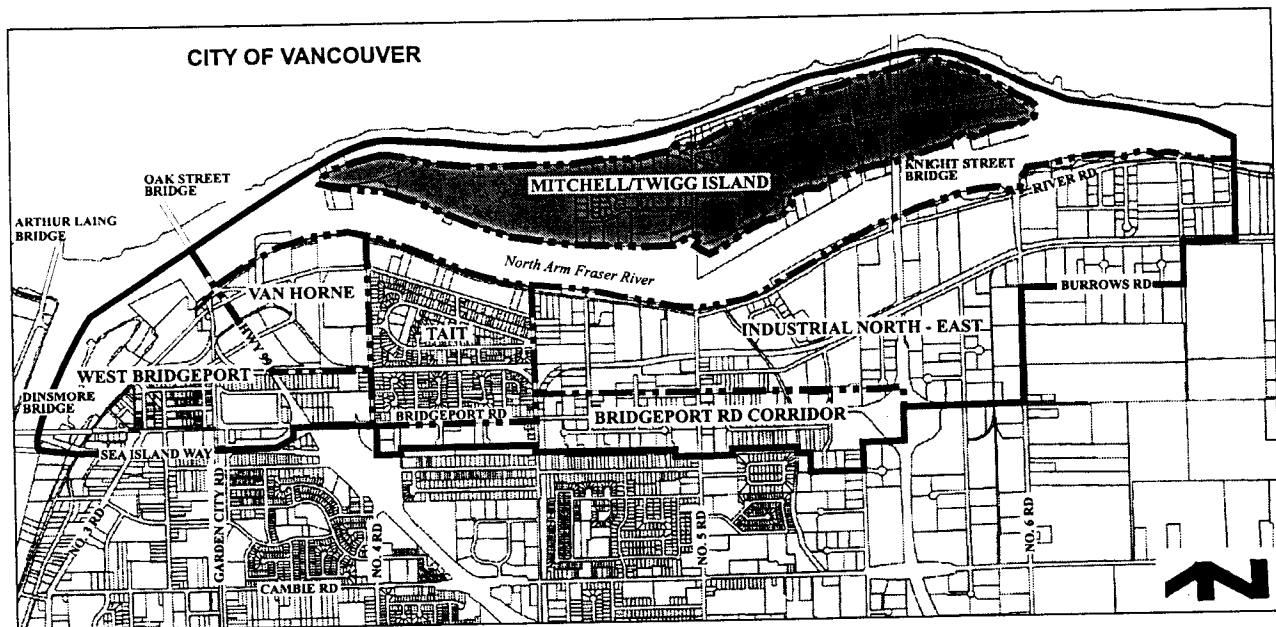 CITY OF VANCOUVER
OAK STREET
BRIDGE
ARTHUR LAING
BRIDGE
MITCHELL/TWIGG ISLAND
KNIGHT STREET
BRIDGE
RIVER RD
North Arm Fraser River
VAN HORNE
HWY 99
TAIT
BURROWS RD
INDUSTRIAL NORTH - EAST
WEST BRIDGEPORT
DINSMORE
BRIDGE
BRIDGEPORT RD
BRIDGEPORT RD CORRIDOR
SEA ISLAND WAY
NO. 3 RD
GARDEN CITY RD
NO. 4 RD
NO. 5 RD
NO. 6 RD
CAMBIE RD
N